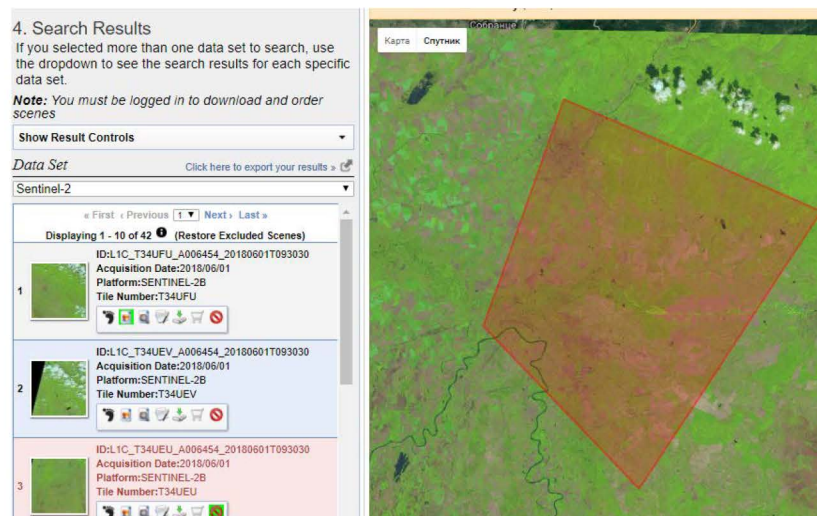 4. Search Results
If you selected more than one data set to search, use
the dropdown to see the search results for each specific
data set.
Note: You must be logged in to download and order
scenes
Show Result Controls
Data Set
Click here to export your results »
Sentinel-2
« First ‹ Previous 1 Next › Last »
Displaying 1 - 10 of 42 (Restore Excluded Scenes)
1
ID:L1C_T34UFU_A006454_20180601T093030
Acquisition Date:2018/06/01
Platform:SENTINEL-2B
Tile Number:T34UFU
2
ID:L1C_T34UEV_A006454_20180601T093030
Acquisition Date:2018/06/01
Platform:SENTINEL-2B
Tile Number:T34UEV
3
ID:L1C_T34UEU_A006454_20180601T093030
Acquisition Date:2018/06/01
Platform:SENTINEL-2B
Tile Number:T34UEU
Собранце
Карта Спутник